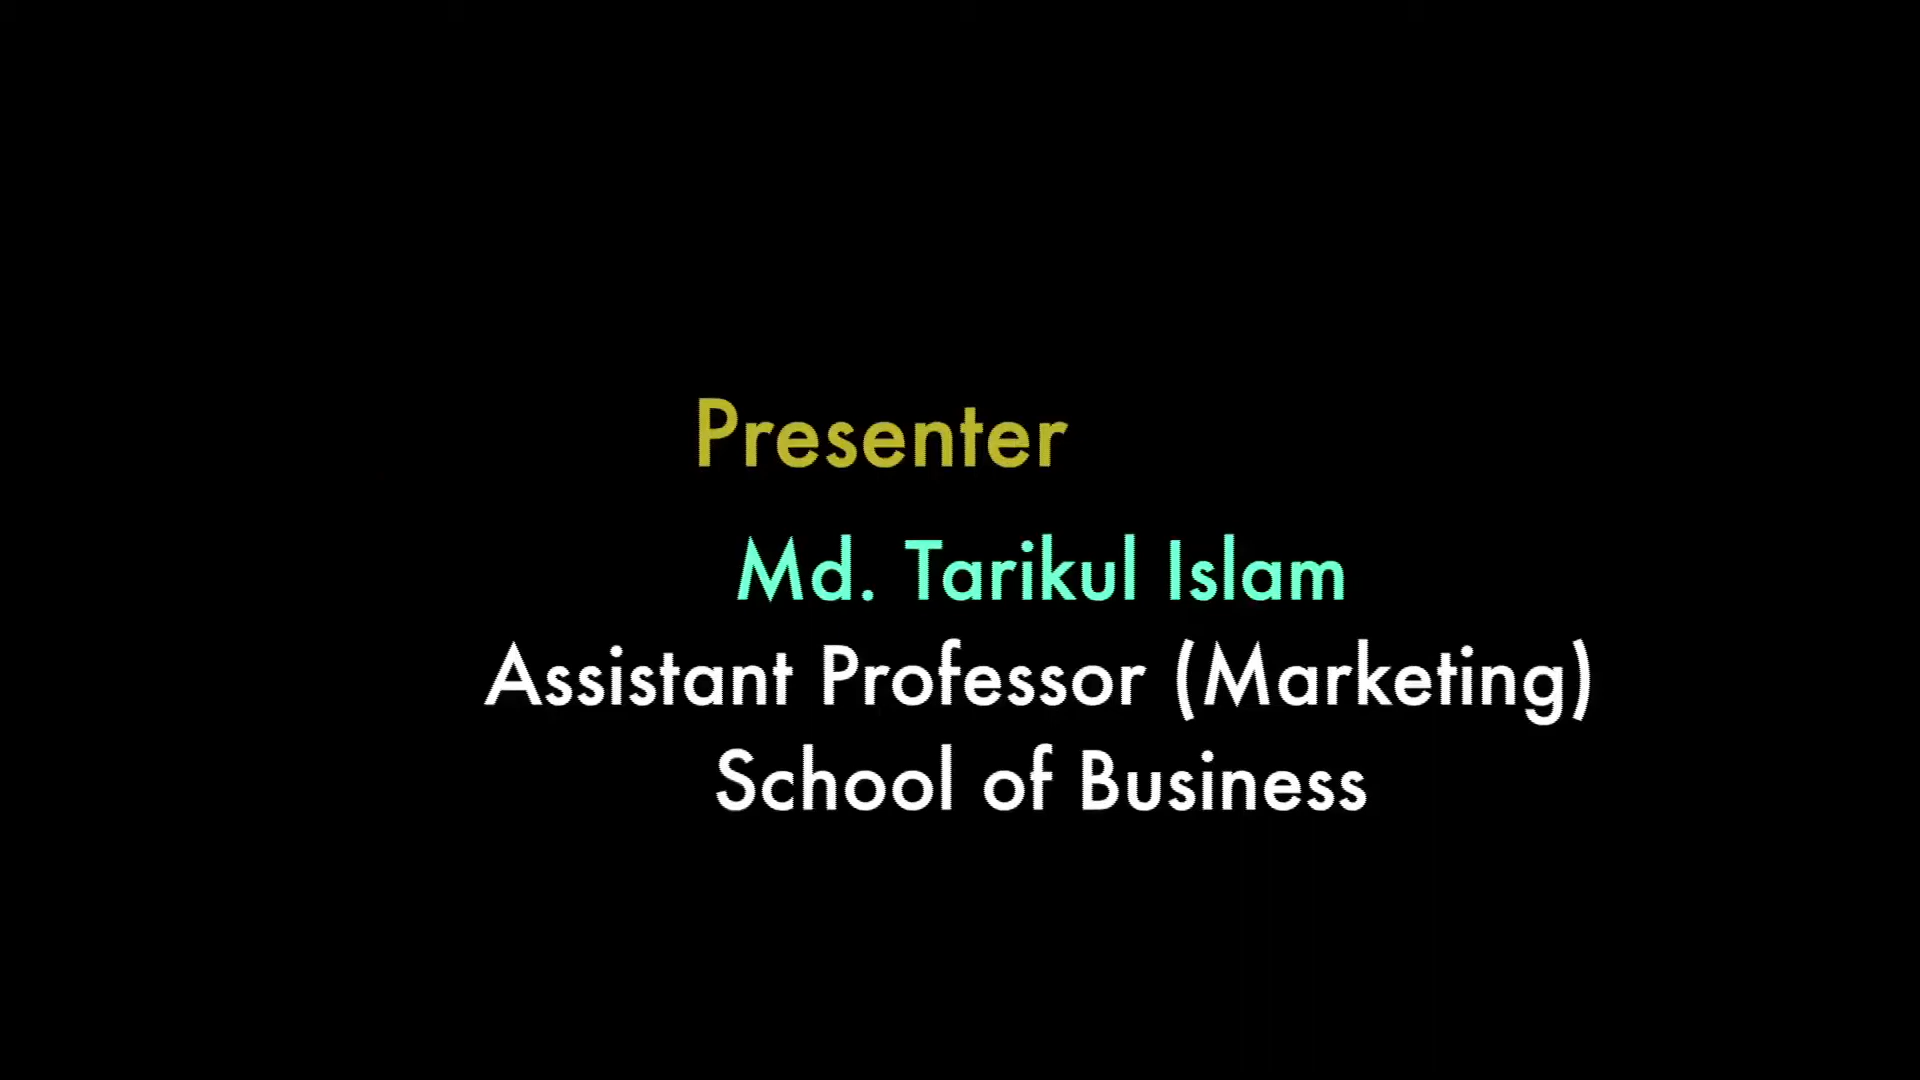 Presenter
Md. Tarikul Islam
Assistant Professor (Marketing)
School of Business